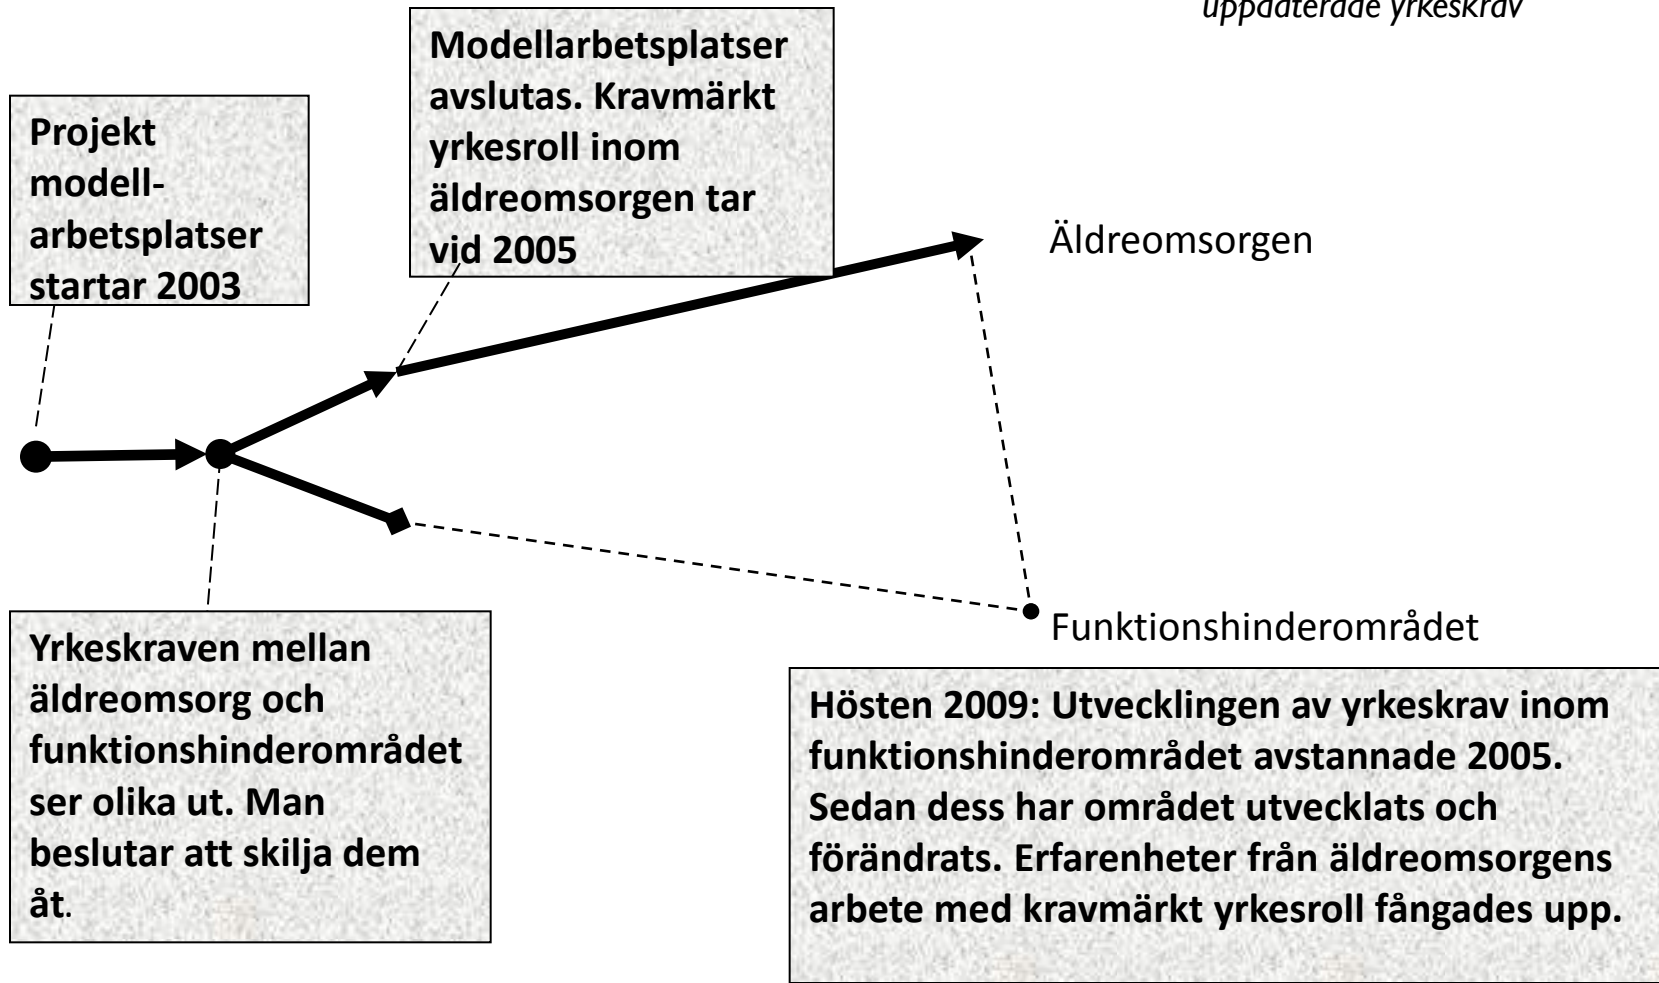 uppdaterade yrkeskrav
Modellarbetsplatser
avslutas. Kravmärkt
yrkesroll inom
äldreomsorgen tar
vid 2005
Projekt
modell-
arbetsplatser
startar 2003
Äldreomsorgen
Funktionshinderområdet
Yrkeskraven mellan
äldreomsorg och
funktionshinderområdet
ser olika ut. Man
beslutar att skilja dem
åt.
Hösten 2009: Utvecklingen av yrkeskrav inom
funktionshinderområdet avstannade 2005.
Sedan dess har området utvecklats och
förändrats. Erfarenheter från äldreomsorgens
arbete med kravmärkt yrkesroll fångades upp.